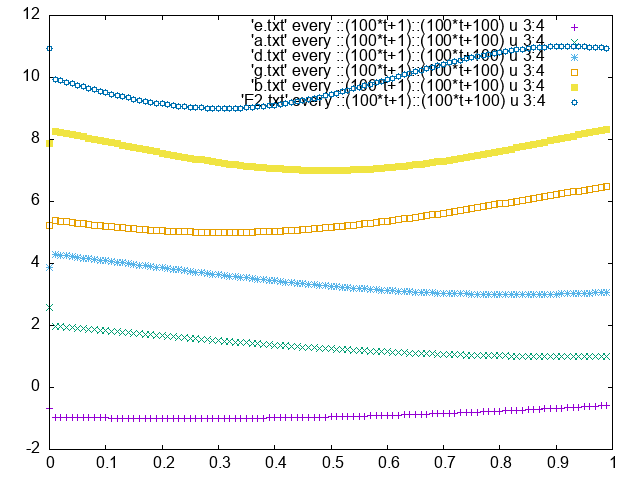 12
10
8
6
4
2
0
-2
'e.txt' every ::(100*t+1)::(100*t+100) u 3:4
'a.txt' every ::(100*t+1)::(100*t+100) u 3:4
'd.txt' every ::(100*t+1)::(100*t+100) u 3:4
'g.txt' every ::(100*t+1)::(100*t+100) u 3:4
'b.txt' every ::(100*t+1)::(100*t+100) u 3:4
'F2.txt' every ::(100*t+1)::(100*t+100) u 3:4
0 0.1 0.2 0.3 0.4 0.5 0.6 0.7 0.8 0.9 1